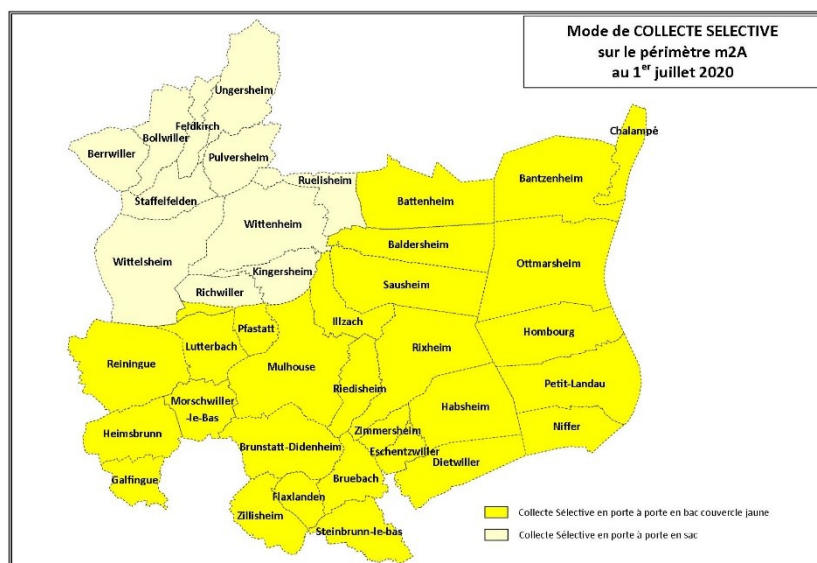 Mode de COLLECTE SELECTIVE
sur le périmètre m2A
au 1er juillet 2020
Ungersheim
Feldkirch
Bollwiller
Berrwiller
Pulversheim
Chalampé
Ruelisheim
Bantzenheim
Staffelfelden
Battenheim
Wittenheim
Baldersheim
Wittelsheim
Kingersheim
Ottmarsheim
Richwiller
Sausheim
Illzach
Pfastatt
Hombourg
Lutterbach
Rixheim
Reiningue
Mulhouse
Riedisheim
Petit-Landau
Morschwiller
-le-Bas
Habsheim
Heimsbrunn
Zimmersheim
Niffer
Brunstatt-Didenheim
Eschentzwiller
Dietwiller
Galfingue
Bruebach
Flaxlanden
Zillisheim
Steinbrunn-le-bas
Collecte Sélective en porte à porte en bac couvercle jaune
Collecte Sélective en porte à porte en sac